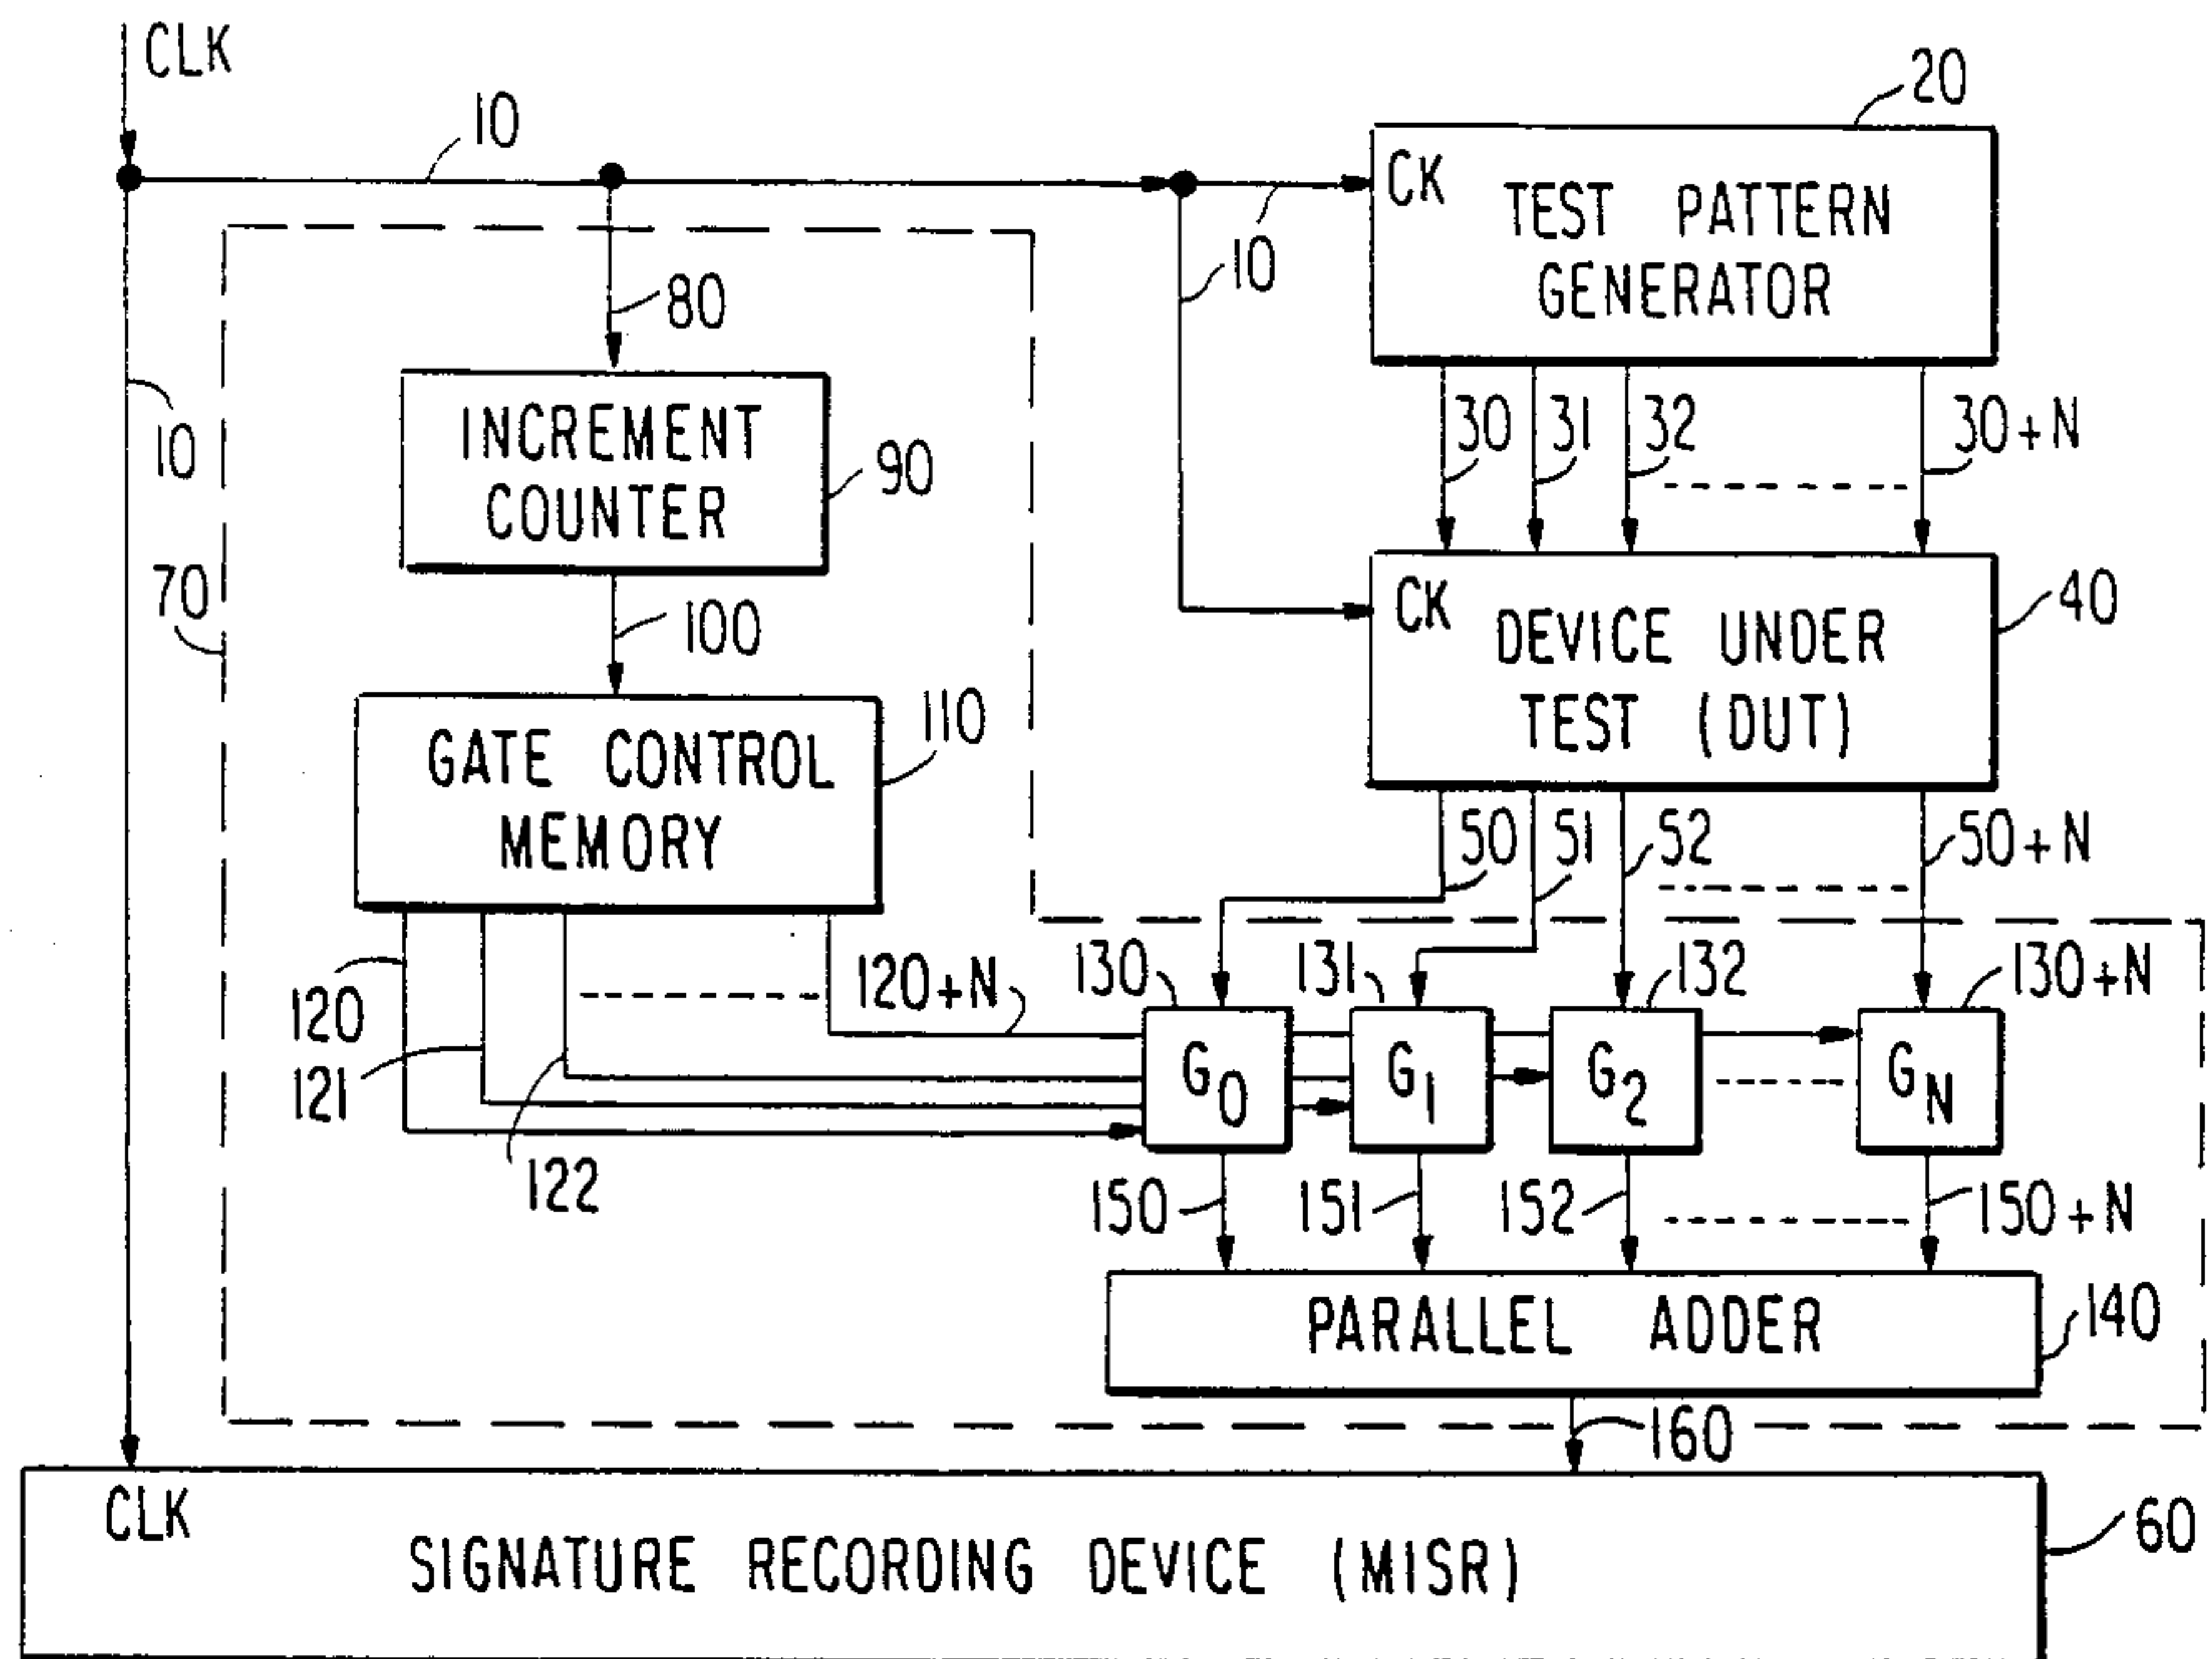 CLK
10
20
CK
TEST PATTERN
GENERATOR
10
80
30
31
32
30+N
10
INCREMENT
COUNTER
90
70
100
CK
DEVICE UNDER
TEST (DUT)
40
110
GATE CONTROL
MEMORY
50
51
52
50+N
120
121
122
120+N
130
131
132
130+N
G0
G1
G2
GN
150
151
152
150+N
PARALLEL ADDER
140
160
CLK
SIGNATURE RECORDING DEVICE (MISR)
60